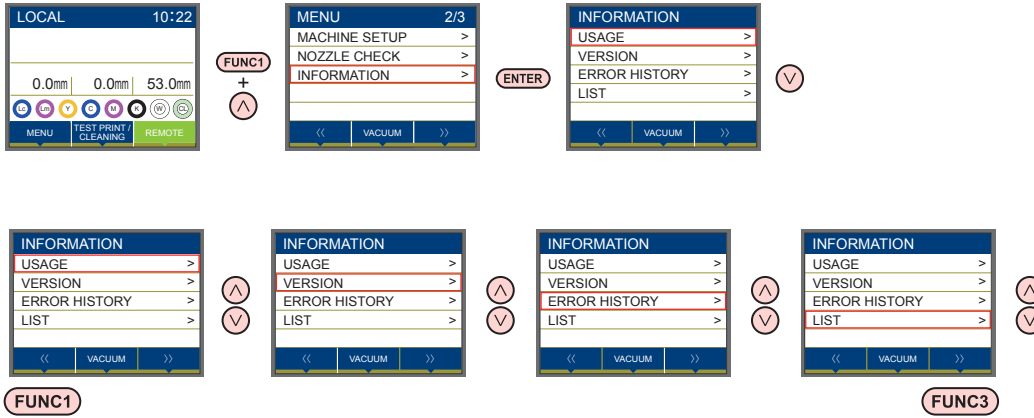 LOCAL 10:22
0.0mm 0.0mm 53.0mm
Lc Lm Y C M K W CL
MENU TEST PRINT / CLEANING REMOTE
FUNC1
+
MENU 2/3
MACHINE SETUP >
NOZZLE CHECK >
INFORMATION >
<< VACUUM >>
ENTER
INFORMATION
USAGE >
VERSION >
ERROR HISTORY >
LIST >
<< VACUUM >>
INFORMATION
USAGE >
VERSION >
ERROR HISTORY >
LIST >
<< VACUUM >>
INFORMATION
USAGE >
VERSION >
ERROR HISTORY >
LIST >
<< VACUUM >>
INFORMATION
USAGE >
VERSION >
ERROR HISTORY >
LIST >
<< VACUUM >>
INFORMATION
USAGE >
VERSION >
ERROR HISTORY >
LIST >
<< VACUUM >>
FUNC1
FUNC3